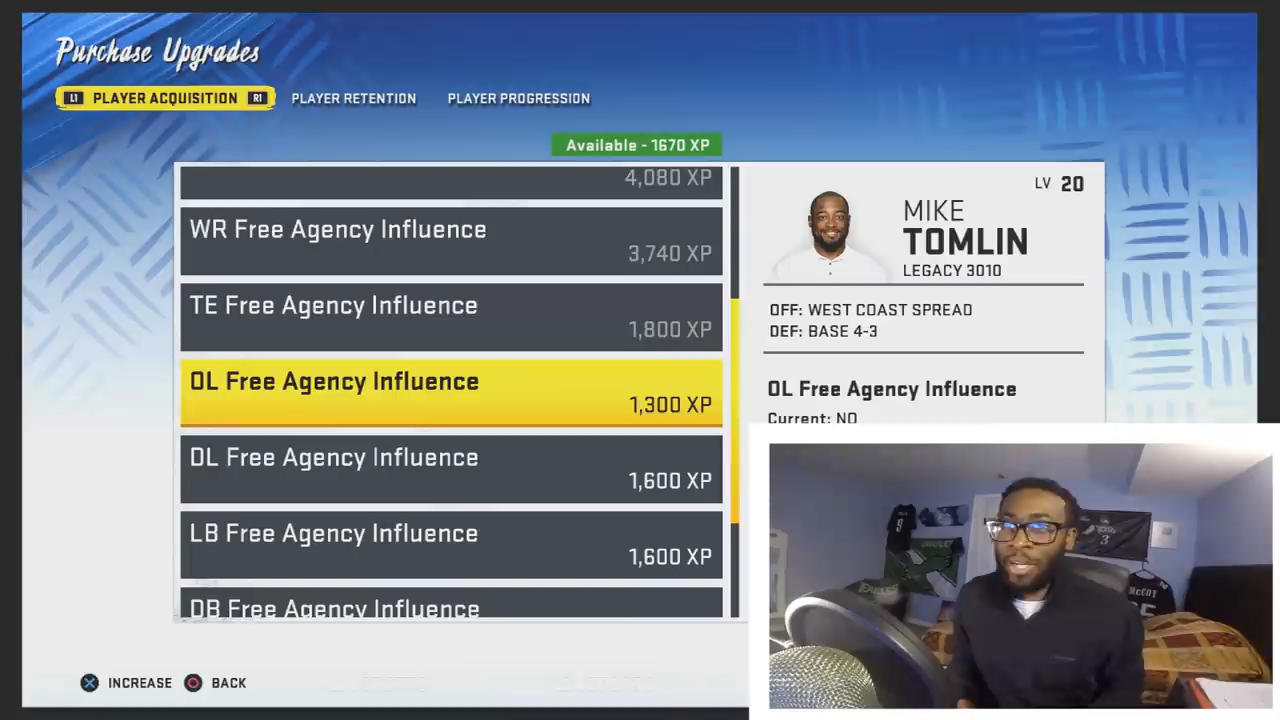 Purchase Upgrades
L1 PLAYER ACQUISITION R1 PLAYER RETENTION PLAYER PROGRESSION
Available - 1670 XP
4,080 XP
WR Free Agency Influence
3,740 XP
TE Free Agency Influence
1,800 XP
OL Free Agency Influence
1,300 XP
DL Free Agency Influence
1,600 XP
LB Free Agency Influence
1,600 XP
DB Free Agency Influence
LV 20
MIKE
TOMLIN
LEGACY 3010
OFF: WEST COAST SPREAD
DEF: BASE 4-3
OL Free Agency Influence
Current: NO
McCOY
INCREASE BACK